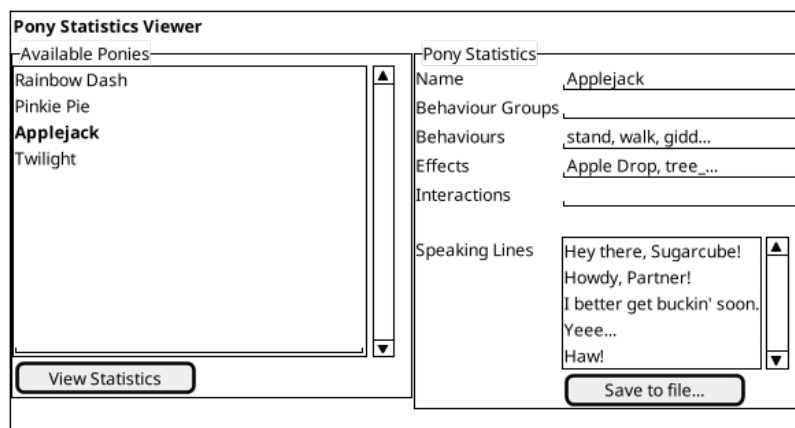 Pony Statistics Viewer
Available Ponies
Rainbow Dash
Pinkie Pie
Applejack
Twilight
View Statistics
Pony Statistics
Name Applejack
Behaviour Groups
Behaviours stand, walk, gidd...
Effects Apple Drop, tree_...
Interactions
Speaking Lines Hey there, Sugarcube!
Howdy, Partner!
I better get buckin' soon.
Yeee...
Haw!
Save to file...